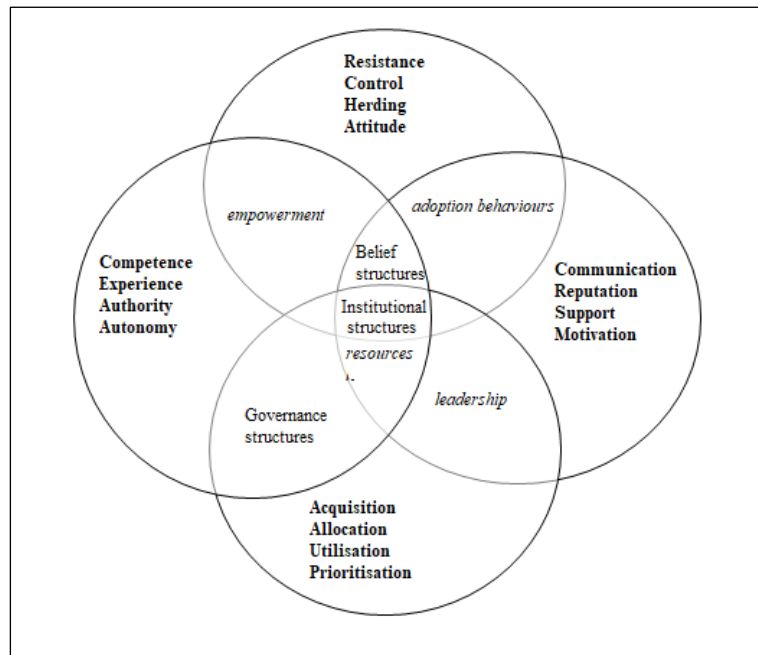 Resistance
Control
Herding
Attitude
empowerment
adoption behaviours
Belief
structures
Competence
Experience
Authority
Autonomy
Communication
Reputation
Support
Motivation
Institutional
structures
resources
leadership
Governance
structures
Acquisition
Allocation
Utilisation
Prioritisation